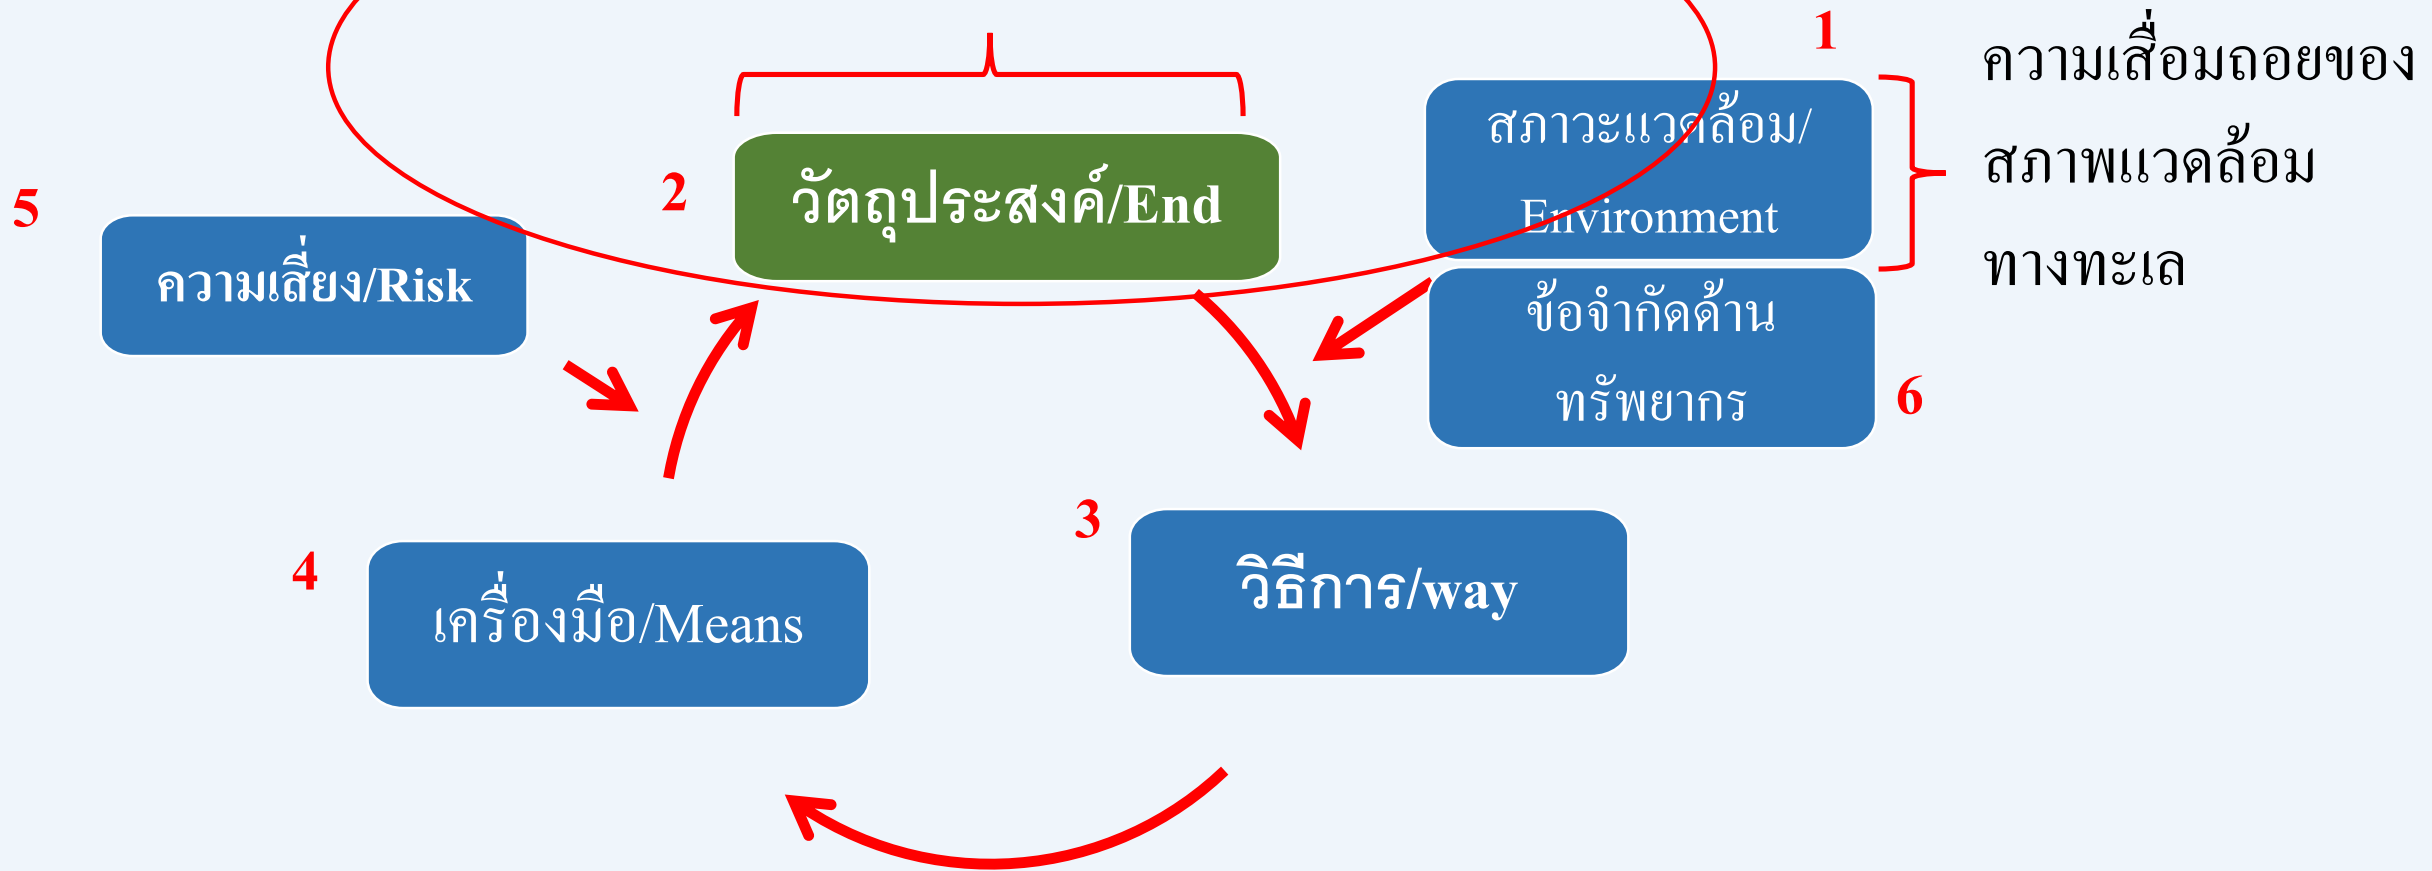 1
ความเสื่อมถอยของ
สภาพแวดล้อม
ทางทะเล
สภาวะแวดล้อม/
Environment
2
วัตถุประสงค์/End
5
ความเสี่ยง/Risk
ข้อจำกัดด้าน
ทรัพยากร
6
3
วิธีการ/way
4
เครื่องมือ/Means